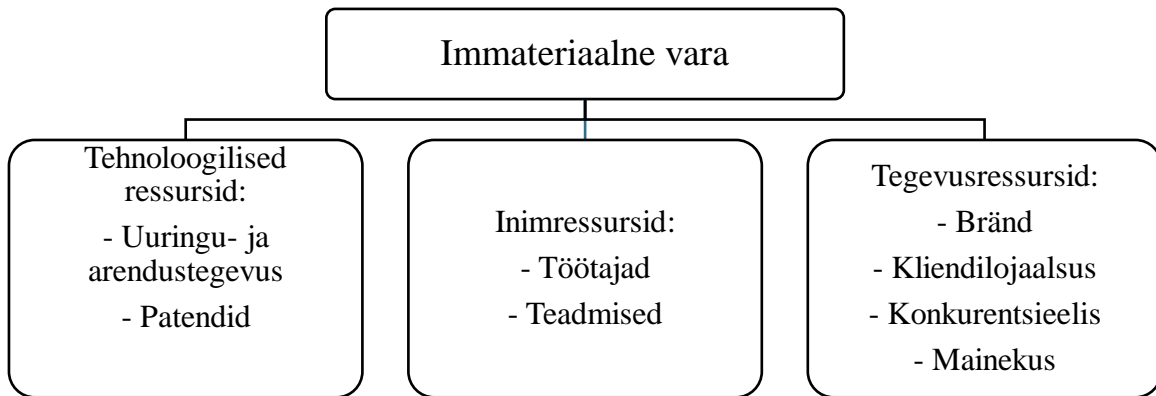 Immateriaalne vara
Tehnoloogilised
ressursid:
- Uuringu- ja
arendustegevus
- Patendid
Inimressursid:
- Töötajad
- Teadmised
Tegevusressursid:
- Bränd
- Kliendilojaalsus
- Konkurentsieelis
- Mainekus